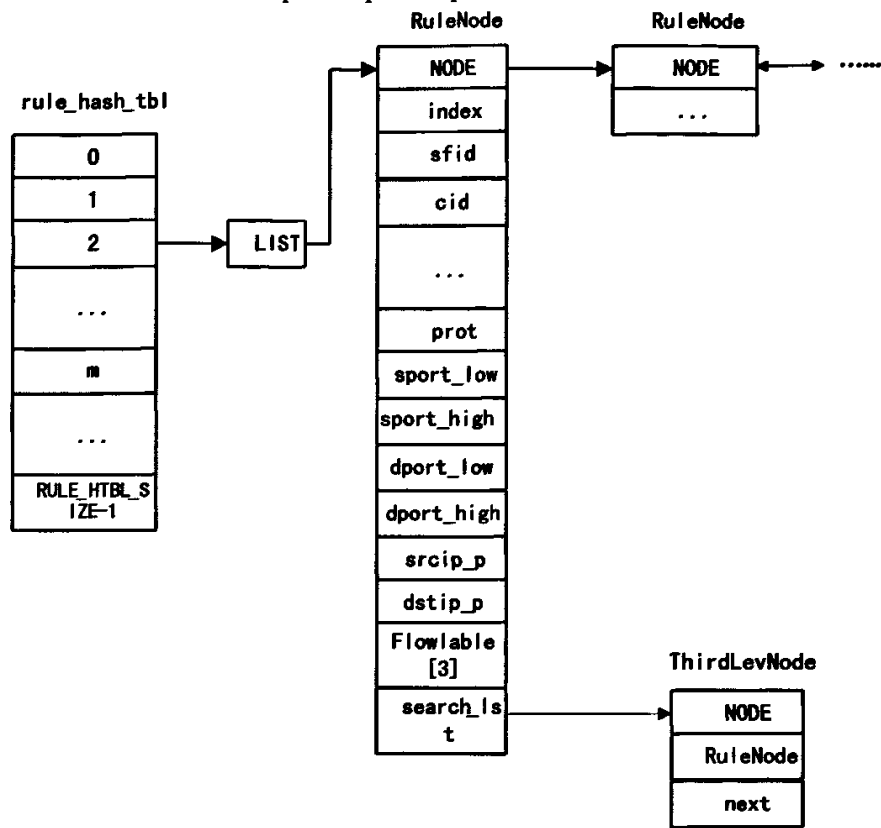 RuleNode
RuleNode
NODE
NODE
......
rule_hash_tbl
index
...
0
sfid
1
cid
2
LIST
...
...
prot
m
sport_low
...
sport_high
dport_low
RULE_HTBL_S
IZE-1
dport_high
srcip_p
dstip_p
Flowlable
[3]
ThirdLevNode
search_ls
t
NODE
RuleNode
next